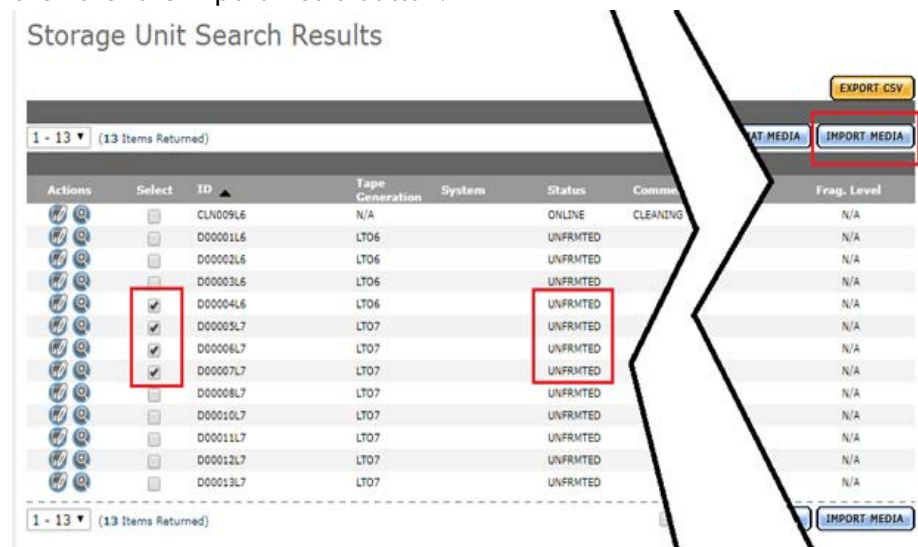 Storage Unit Search Results
EXPORT CSV
1 - 13 ▼ (13 Items Returned) AT MEDIA IMPORT MEDIA
Actions Select ID ▲ Tape Generation System Status Comme Frag. Level
CLN009L6 N/A ONLINE CLEANING N/A
D00001L6 LTO6 UNFRMTED N/A
D00002L6 LTO6 UNFRMTED N/A
D00003L6 LTO6 UNFRMTED N/A
D00004L6 LTO6 UNFRMTED N/A
D00005L7 LTO7 UNFRMTED N/A
D00006L7 LTO7 UNFRMTED N/A
D00007L7 LTO7 UNFRMTED N/A
D00008L7 LTO7 UNFRMTED N/A
D00010L7 LTO7 UNFRMTED N/A
D00011L7 LTO7 UNFRMTED N/A
D00012L7 LTO7 UNFRMTED N/A
D00013L7 LTO7 UNFRMTED N/A
1 - 13 ▼ (13 Items Returned) IMPORT MEDIA